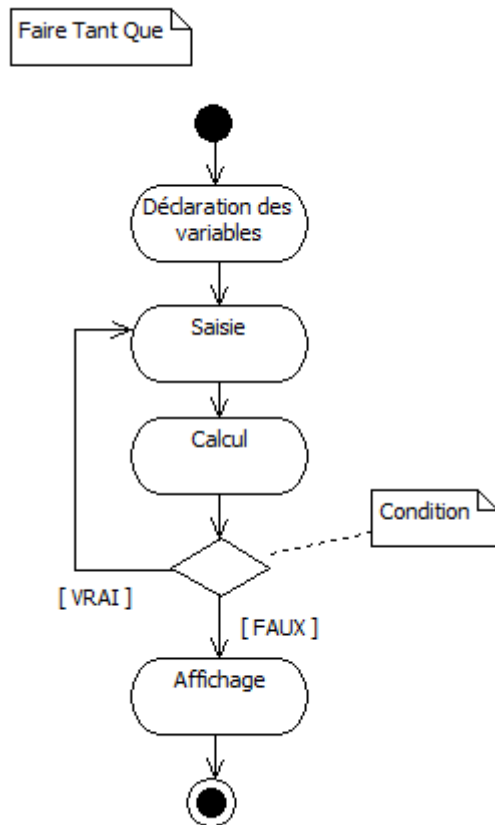 Faire Tant Que
Déclaration des
variables
Saisie
Calcul
Condition
[ VRAI ]
[ FAUX ]
Affichage